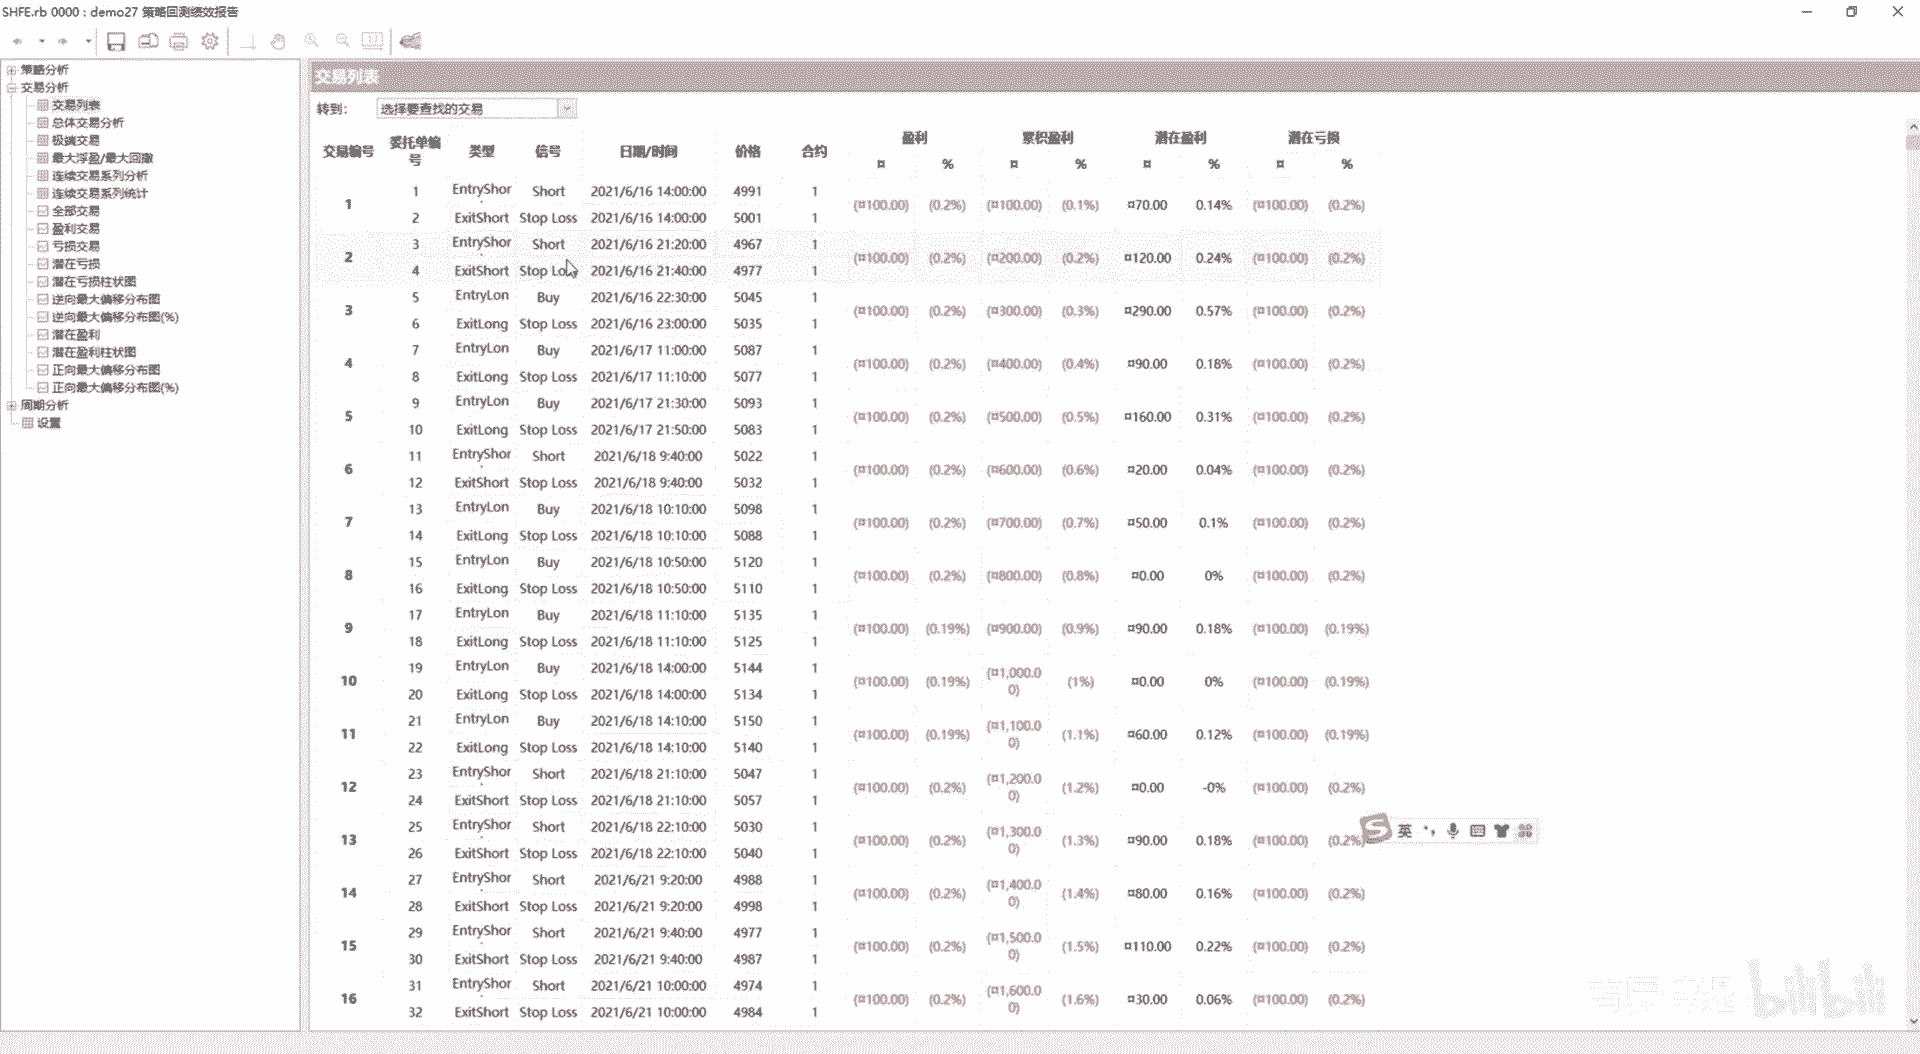 SHFE.rb 0000 : demo27 策略回测绩效报告
策略分析
交易分析
交易列表
总体交易分析
极端交易
最大浮盈/最大回撤
连续交易系列分析
连续交易系列统计
全部交易
盈利交易
亏损交易
潜在亏损
潜在亏损柱状图
逆向最大偏移分布图
逆向最大偏移分布图(%)
潜在盈利
潜在盈利柱状图
正向最大偏移分布图
正向最大偏移分布图(%)
周期分析
设置
交易列表
转到: 选择要查找的交易
交易编号 委托单编号 类型 信号 日期/时间 价格 合约 盈利 累积盈利 潜在盈利 潜在亏损
¤ % ¤ % ¤ % ¤ %
1 EntryShor Short 2021/6/16 14:00:00 4991 1
1 (¤100.00) (0.2%) (¤100.00) (0.1%) ¤70.00 0.14% (¤100.00) (0.2%)
2 ExitShort Stop Loss 2021/6/16 14:00:00 5001 1
3 EntryShor Short 2021/6/16 21:20:00 4967 1
2 (¤100.00) (0.2%) (¤200.00) (0.2%) ¤120.00 0.24% (¤100.00) (0.2%)
4 ExitShort Stop Loss 2021/6/16 21:40:00 4977 1
5 EntryLon Buy 2021/6/16 22:30:00 5045 1
3 (¤100.00) (0.2%) (¤300.00) (0.3%) ¤290.00 0.57% (¤100.00) (0.2%)
6 ExitLong Stop Loss 2021/6/16 23:00:00 5035 1
7 EntryLon Buy 2021/6/17 11:00:00 5087 1
4 (¤100.00) (0.2%) (¤400.00) (0.4%) ¤90.00 0.18% (¤100.00) (0.2%)
8 ExitLong Stop Loss 2021/6/17 11:10:00 5077 1
9 EntryLon Buy 2021/6/17 21:30:00 5093 1
5 (¤100.00) (0.2%) (¤500.00) (0.5%) ¤160.00 0.31% (¤100.00) (0.2%)
10 ExitLong Stop Loss 2021/6/17 21:50:00 5083 1
11 EntryShor Short 2021/6/18 9:40:00 5022 1
6 (¤100.00) (0.2%) (¤600.00) (0.6%) ¤20.00 0.04% (¤100.00) (0.2%)
12 ExitShort Stop Loss 2021/6/18 9:40:00 5032 1
13 EntryLon Buy 2021/6/18 10:10:00 5098 1
7 (¤100.00) (0.2%) (¤700.00) (0.7%) ¤50.00 0.1% (¤100.00) (0.2%)
14 ExitLong Stop Loss 2021/6/18 10:10:00 5088 1
15 EntryLon Buy 2021/6/18 10:50:00 5120 1
8 (¤100.00) (0.2%) (¤800.00) (0.8%) ¤0.00 0% (¤100.00) (0.2%)
16 ExitLong Stop Loss 2021/6/18 10:50:00 5110 1
17 EntryLon Buy 2021/6/18 11:10:00 5135 1
9 (¤100.00) (0.19%) (¤900.00) (0.9%) ¤90.00 0.18% (¤100.00) (0.19%)
18 ExitLong Stop Loss 2021/6/18 11:10:00 5125 1
19 EntryLon Buy 2021/6/18 14:00:00 5144 1
10 (¤100.00) (0.19%) (¤1,000.00) (1%) ¤0.00 0% (¤100.00) (0.19%)
20 ExitLong Stop Loss 2021/6/18 14:00:00 5134 1
21 EntryLon Buy 2021/6/18 14:10:00 5150 1
11 (¤100.00) (0.19%) (¤1,100.00) (1.1%) ¤60.00 0.12% (¤100.00) (0.19%)
22 ExitLong Stop Loss 2021/6/18 14:10:00 5140 1
23 EntryShor Short 2021/6/18 21:10:00 5047 1
12 (¤100.00) (0.2%) (¤1,200.00) (1.2%) ¤0.00 -0% (¤100.00) (0.2%)
24 ExitShort Stop Loss 2021/6/18 21:10:00 5057 1
25 EntryShor Short 2021/6/18 22:10:00 5030 1
13 (¤100.00) (0.2%) (¤1,300.00) (1.3%) ¤90.00 0.18% (¤100.00) (0.2%)
26 ExitShort Stop Loss 2021/6/18 22:10:00 5040 1
27 EntryShor Short 2021/6/21 9:20:00 4988 1
14 (¤100.00) (0.2%) (¤1,400.00) (1.4%) ¤80.00 0.16% (¤100.00) (0.2%)
28 ExitShort Stop Loss 2021/6/21 9:20:00 4998 1
29 EntryShor Short 2021/6/21 9:40:00 4977 1
15 (¤100.00) (0.2%) (¤1,500.00) (1.5%) ¤110.00 0.22% (¤100.00) (0.2%)
30 ExitShort Stop Loss 2021/6/21 9:40:00 4987 1
31 EntryShor Short 2021/6/21 10:00:00 4974 1
16 (¤100.00) (0.2%) (¤1,600.00) (1.6%) ¤30.00 0.06% (¤100.00) (0.2%)
32 ExitShort Stop Loss 2021/6/21 10:00:00 4984 1
英
bilibili